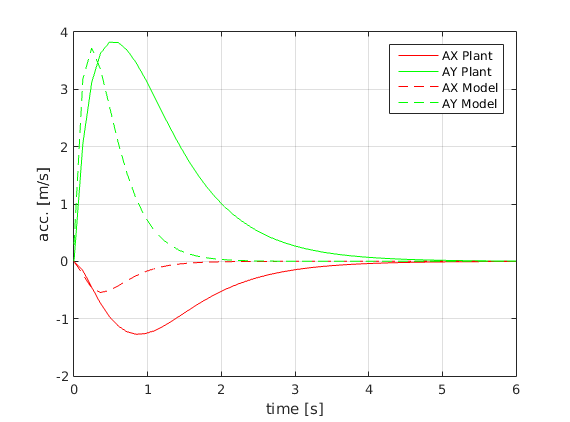 4
3
2
1
0
-1
-2
acc. [m/s]
0 1 2 3 4 5 6
time [s]
AX Plant
AY Plant
AX Model
AY Model